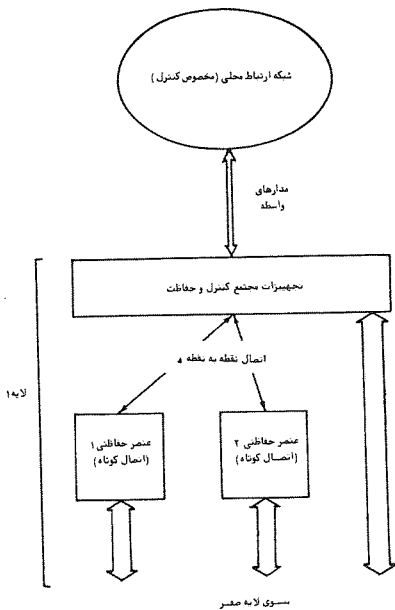 شبکه ارتباط محلی (مخصوص کنترل)
مدارهای
واسطه
تجهیزات مجتمع کنترل و حفاظت
اتصال نقطه به نقطه
لایه ۱
عنصر حفاظتی ۱
(اتصال کوتاه)
عنصر حفاظتی ۲
(اتصال کوتاه)
بسوی لایه صفر